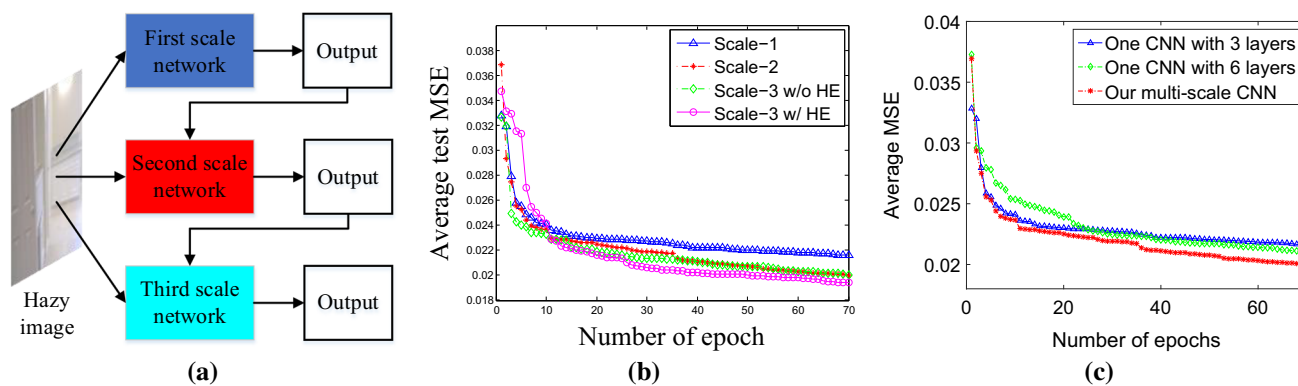 First scale
network
Output
Second scale
network
Output
Third scale
network
Output
Hazy
image
(a)
Average test MSE
0.038
0.036
0.034
0.032
0.03
0.028
0.026
0.024
0.022
0.02
0.018
0 10 20 30 40 50 60 70
Number of epoch
Scale-1
Scale-2
Scale-3 w/o HE
Scale-3 w/ HE
(b)
Average MSE
0.04
0.035
0.03
0.025
0.02
0 20 40 60
Number of epochs
One CNN with 3 layers
One CNN with 6 layers
Our multi-scale CNN
(c)